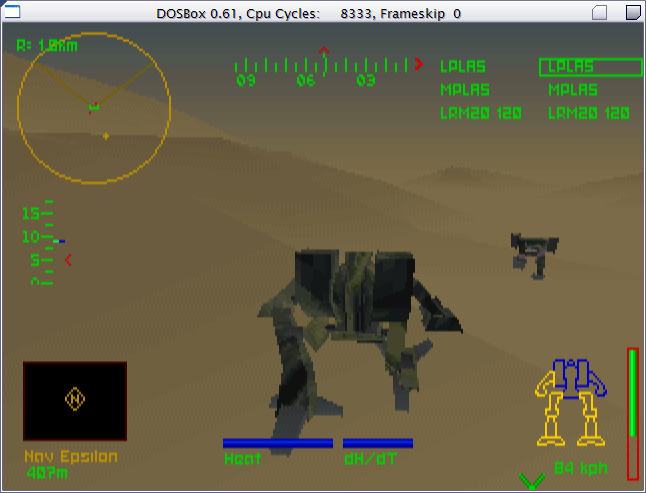 DOSBox 0.61, Cpu Cycles: 8333, Frameskip 0
R: 1.0km
LPLAS LPLAS
09 06 03
MPLAS MPLAS
LRM20 120 LRM20 120
15
10
5
0
N
Nav Epsilon
407m
Heat dH/dT
84 kph